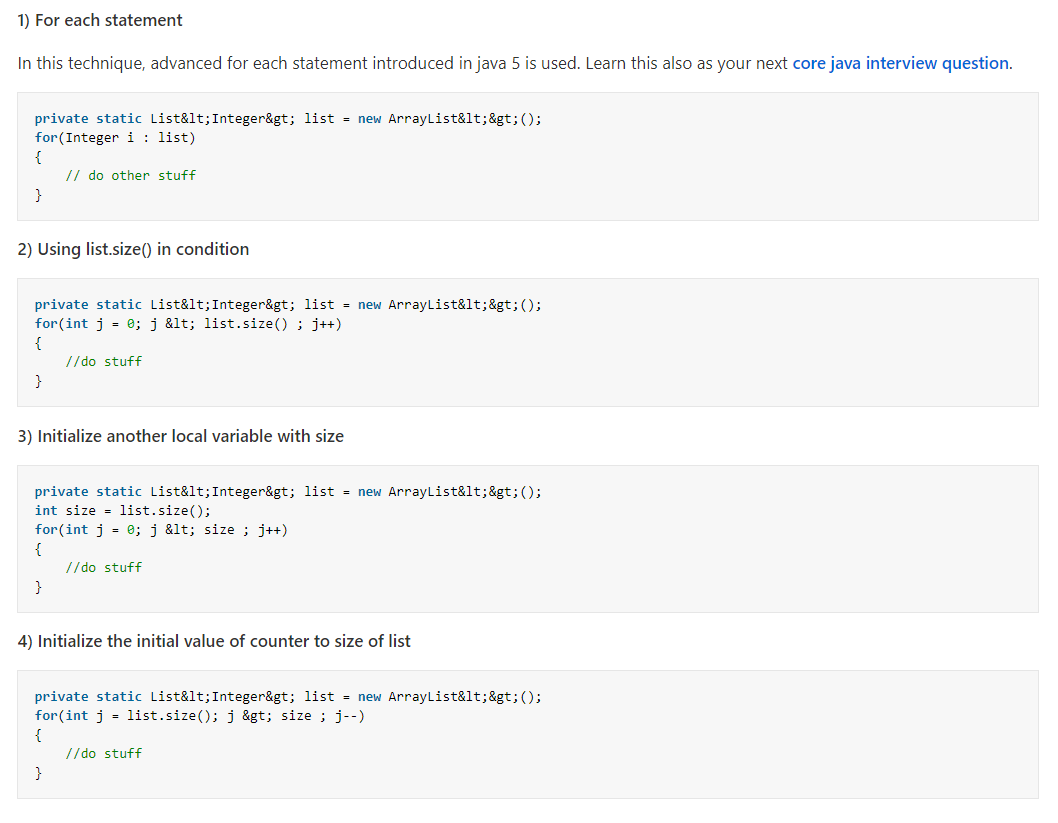 1) For each statement
In this technique, advanced for each statement introduced in java 5 is used. Learn this also as your next core java interview question.
private static List&lt;Integer&gt; list = new ArrayList&lt;&gt;();
for(Integer i : list)
{
    // do other stuff
}
2) Using list.size() in condition
private static List&lt;Integer&gt; list = new ArrayList&lt;&gt;();
for(int j = 0; j &lt; list.size() ; j++)
{
    //do stuff
}
3) Initialize another local variable with size
private static List&lt;Integer&gt; list = new ArrayList&lt;&gt;();
int size = list.size();
for(int j = 0; j &lt; size ; j++)
{
    //do stuff
}
4) Initialize the initial value of counter to size of list
private static List&lt;Integer&gt; list = new ArrayList&lt;&gt;();
for(int j = list.size(); j &gt; size ; j--)
{
    //do stuff
}